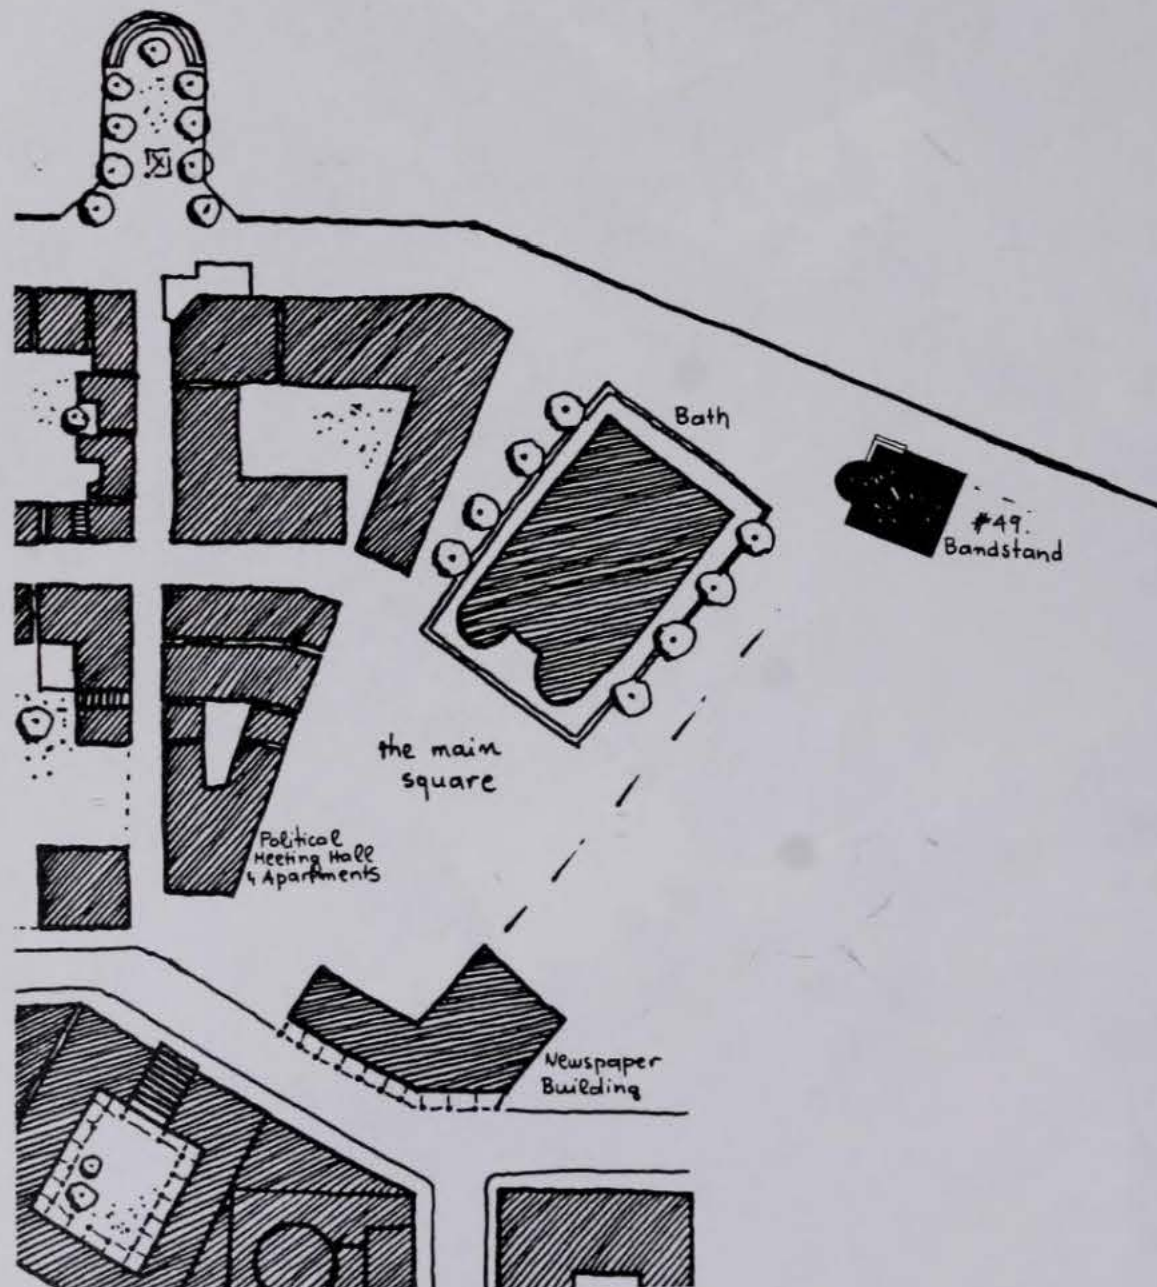 Bath
#49.
Bandstand
the main
square
Political
Meeting Hall
& Apartments
Newspaper
Building